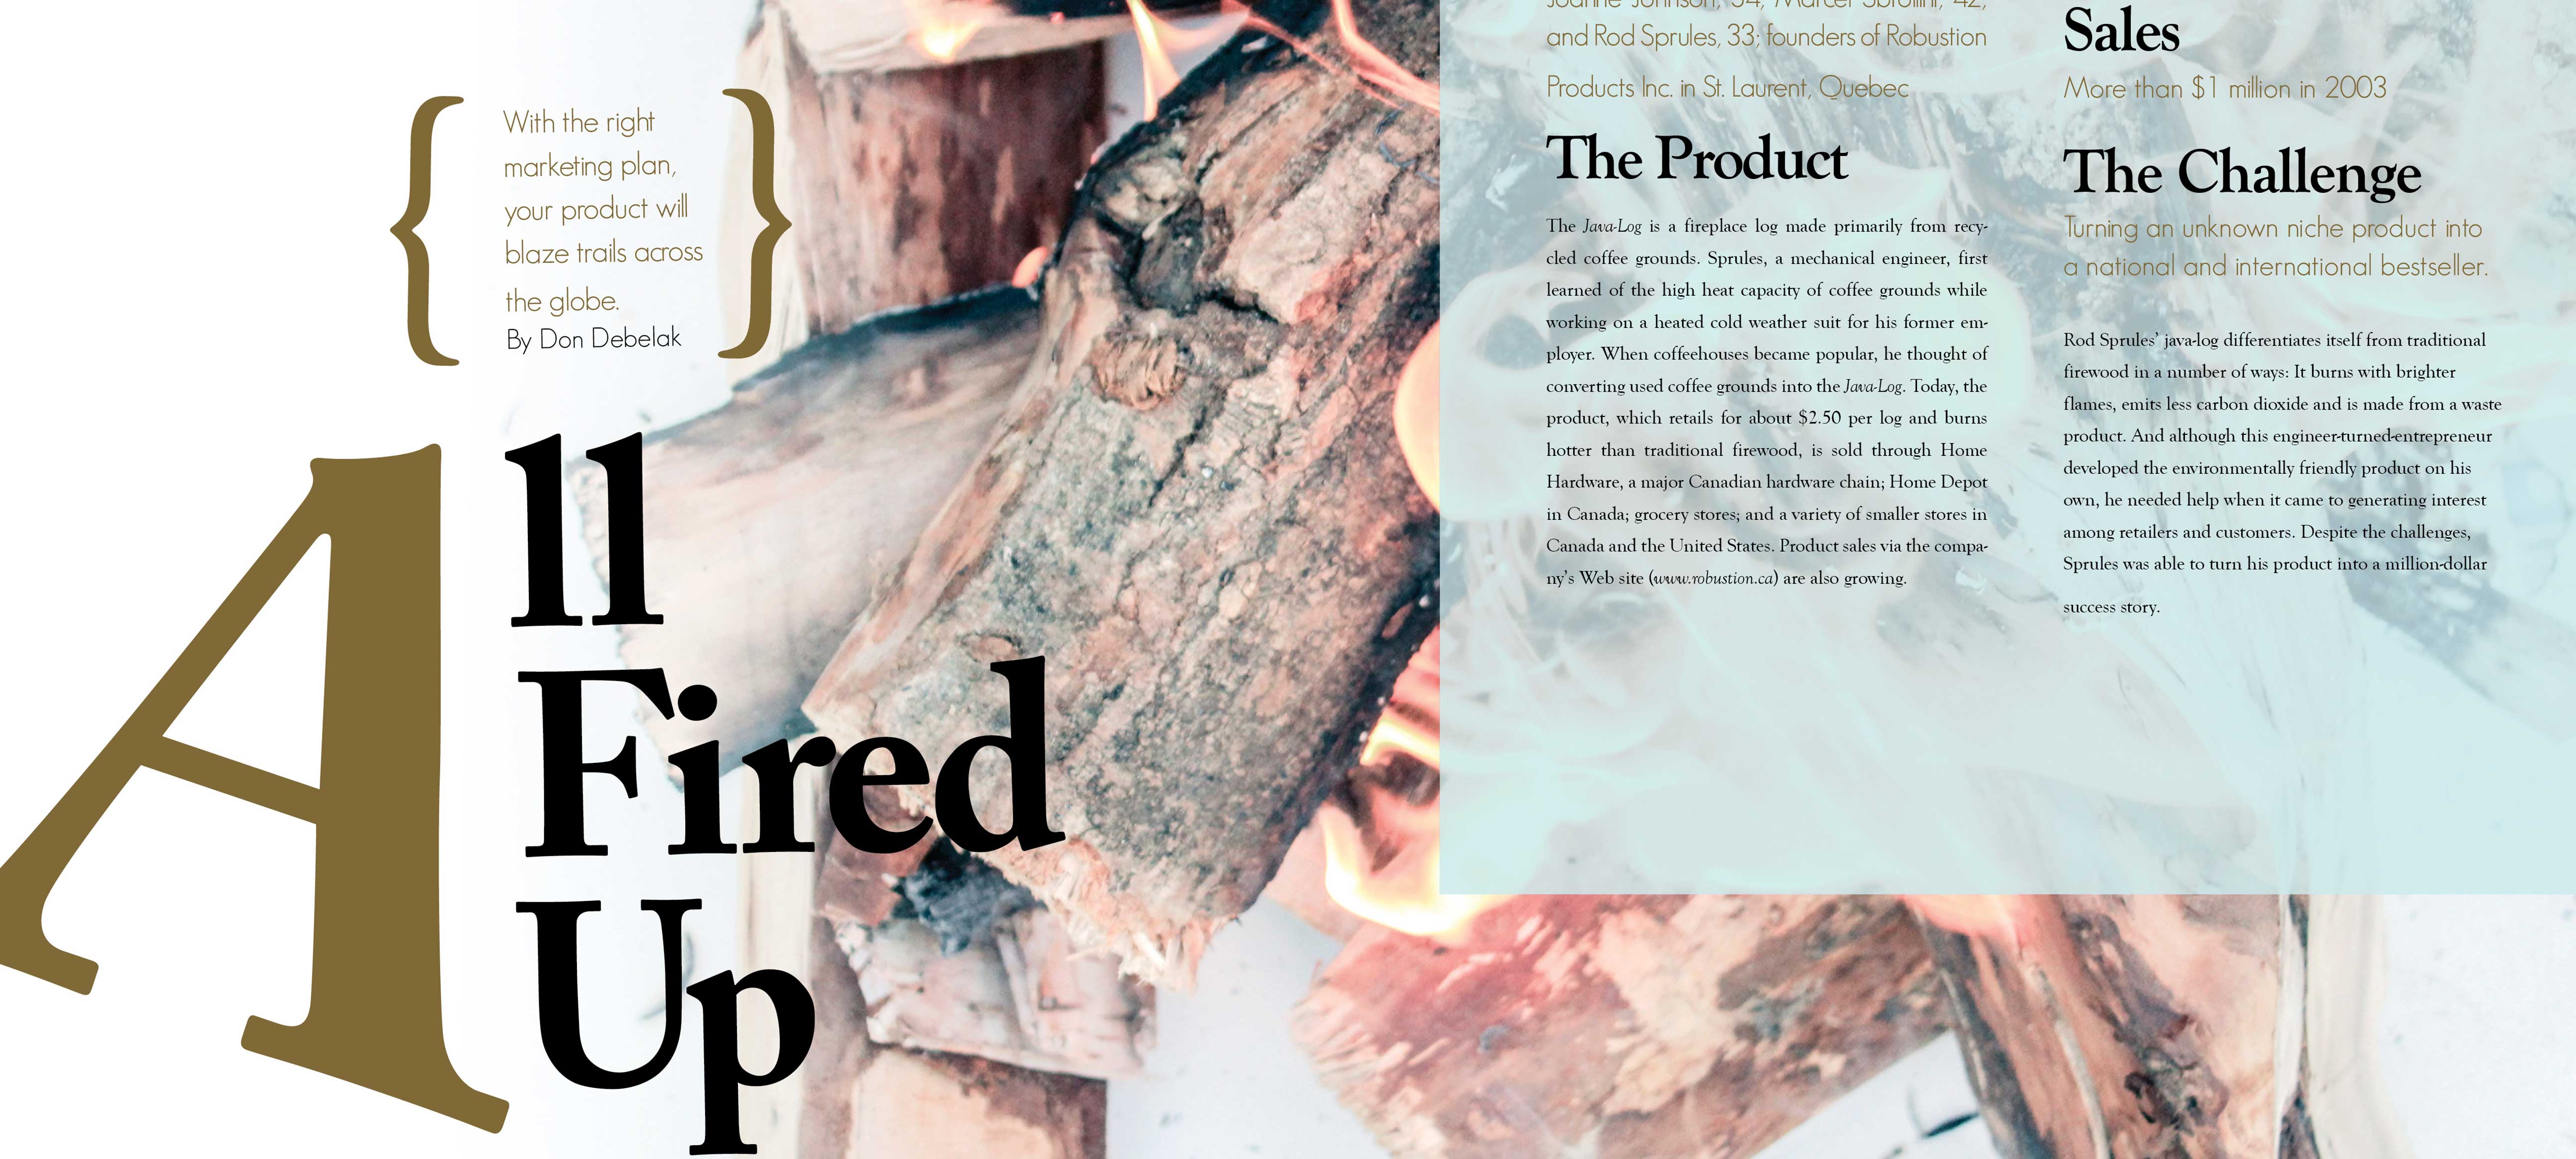 With the right
marketing plan,
your product will
blaze trails across
the globe.
By Don Debelak
All
Fired
Up
Joanne Johnson, 34; Marcel Sbrollini, 42;
and Rod Sprules, 33; founders of Robustion
Products Inc. in St. Laurent, Quebec
The Product
The Java-Log is a fireplace log made primarily from recy-
cled coffee grounds. Sprules, a mechanical engineer, first
learned of the high heat capacity of coffee grounds while
working on a heated cold weather suit for his former em-
ployer. When coffeehouses became popular, he thought of
converting used coffee grounds into the Java-Log. Today, the
product, which retails for about $2.50 per log and burns
hotter than traditional firewood, is sold through Home
Hardware, a major Canadian hardware chain; Home Depot
in Canada; grocery stores; and a variety of smaller stores in
Canada and the United States. Product sales via the compa-
ny's Web site (www.robustion.ca) are also growing.
Sales
More than $1 million in 2003
The Challenge
Turning an unknown niche product into
a national and international bestseller.
Rod Sprules' java-log differentiates itself from traditional
firewood in a number of ways: It burns with brighter
flames, emits less carbon dioxide and is made from a waste
product. And although this engineer-turned-entrepreneur
developed the environmentally friendly product on his
own, he needed help when it came to generating interest
among retailers and customers. Despite the challenges,
Sprules was able to turn his product into a million-dollar
success story.